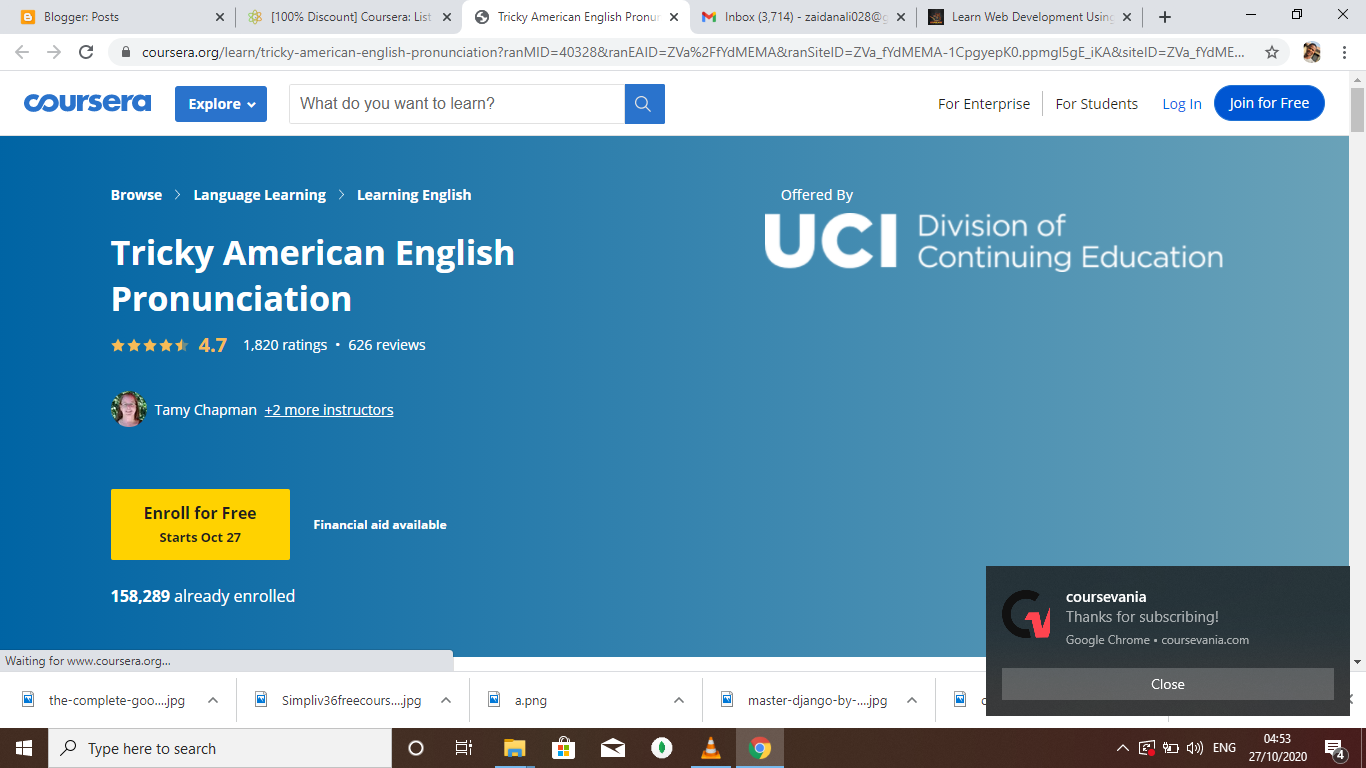 Blogger: Posts
[100% Discount] Coursera: List
Tricky American English Pronun
Inbox (3,714) - zaidanali028@g
Learn Web Development Using
coursera.org/learn/tricky-american-english-pronunciation?ranMID=40328&ranEAID=ZVa%2FfYdMEMA&ranSiteID=ZVa_fYdMEMA-1CpgyepK0.ppmgI5gE_iKA&siteID=ZVa_fYdME...
coursera
Explore
What do you want to learn?
For Enterprise
For Students
Log In
Join for Free
Browse > Language Learning > Learning English
Offered By
UCI Division of
Continuing Education
Tricky American English
Pronunciation
4.7 1,820 ratings • 626 reviews
Tamy Chapman +2 more instructors
Enroll for Free
Starts Oct 27
Financial aid available
158,289 already enrolled
coursevania
Thanks for subscribing!
Google Chrome • coursevania.com
Close
Waiting for www.coursera.org...
the-complete-goo....jpg
Simpliv36freecours....jpg
a.png
master-django-by-....jpg
Type here to search
ENG
04:53
27/10/2020
4